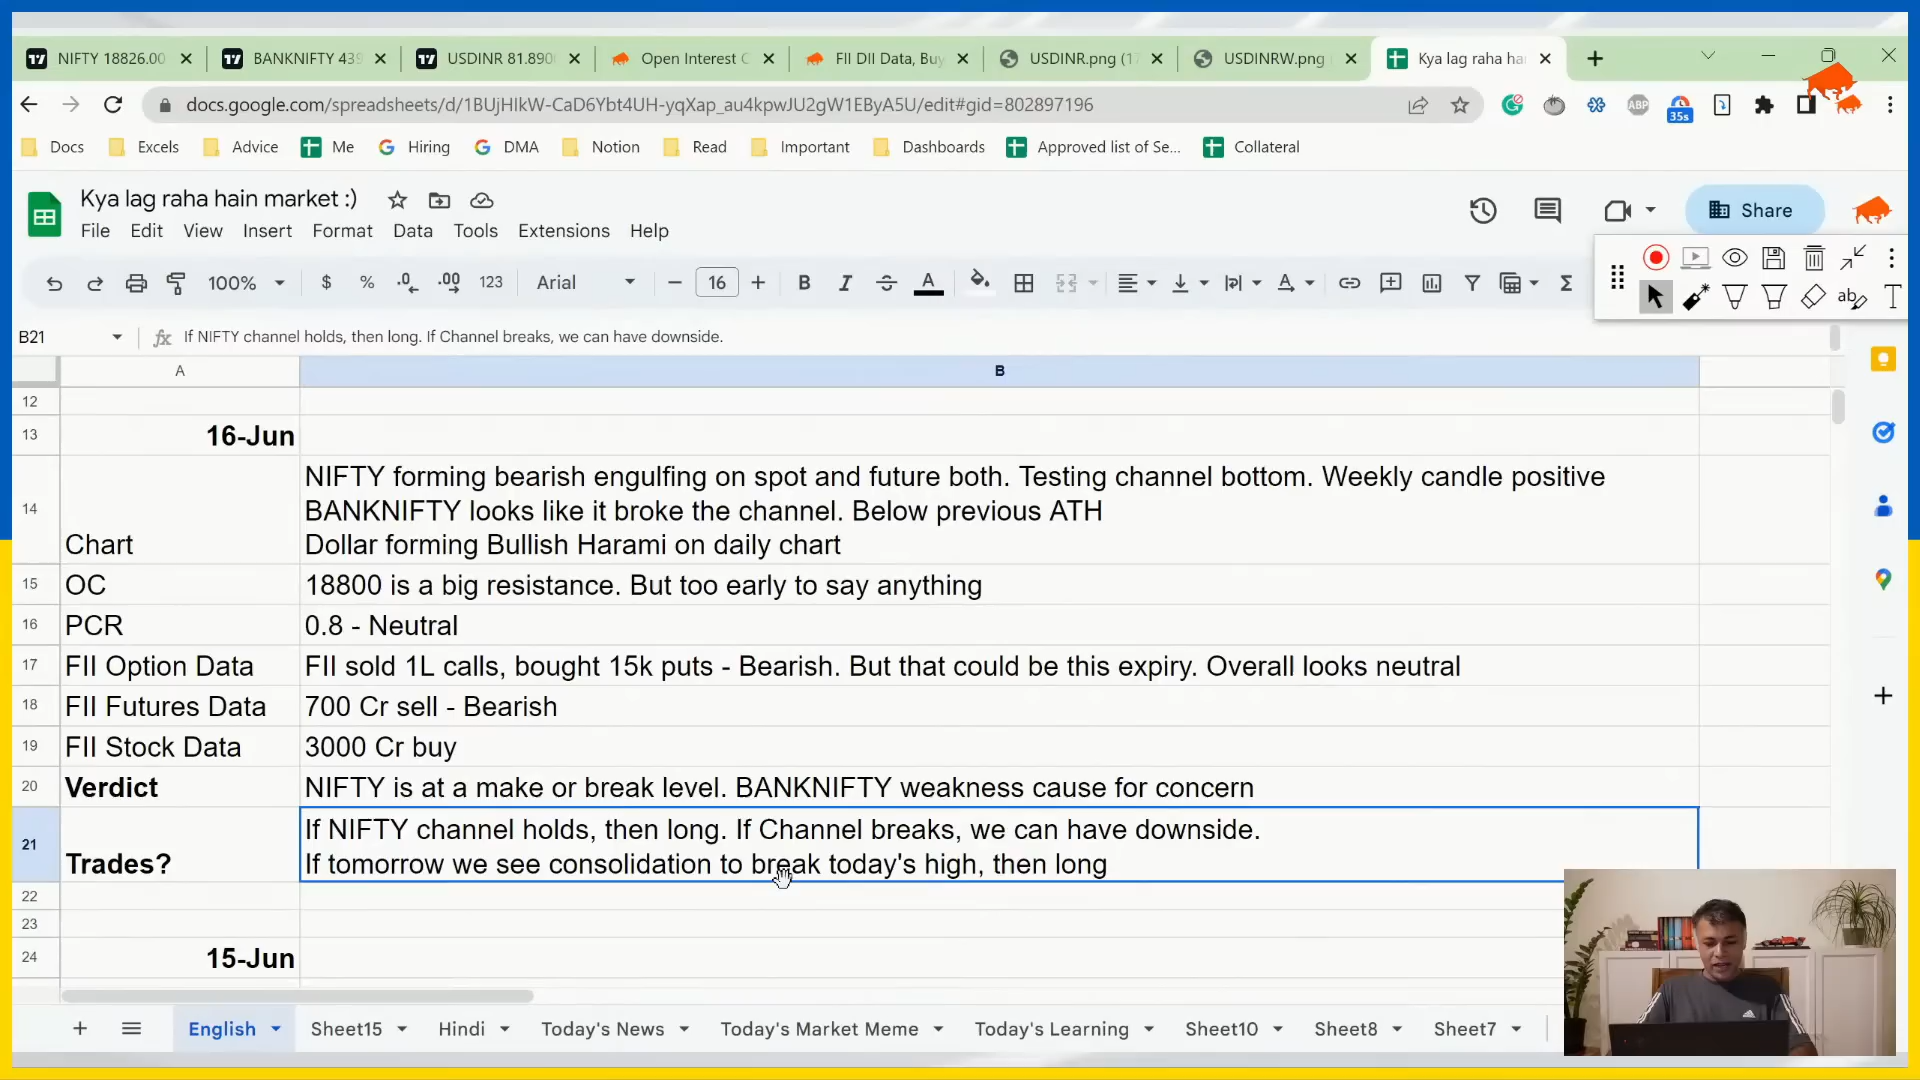 NIFTY 18826.00
BANKNIFTY 439
USDINR 81.890
Open Interest C
FII DII Data, Buy
USDINR.png (1
USDINRW.png
Kya lag raha ha
docs.google.com/spreadsheets/d/1BUjHIkW-CaD6Ybt4UH-yqXap_au4kpwJU2gW1EByA5U/edit#gid=802897196
ABP
35s
Docs
Excels
Advice
Me
Hiring
DMA
Notion
Read
Important
Dashboards
Approved list of Se...
Collateral
Kya lag raha hain market :)
File Edit View Insert Format Data Tools Extensions Help
Share
100% $ % .0 .00 123 Arial 16 B I A
B21
fx If NIFTY channel holds, then long. If Channel breaks, we can have downside.
A B
12
13 16-Jun
14 Chart
NIFTY forming bearish engulfing on spot and future both. Testing channel bottom. Weekly candle positive
BANKNIFTY looks like it broke the channel. Below previous ATH
Dollar forming Bullish Harami on daily chart
15 OC 18800 is a big resistance. But too early to say anything
16 PCR 0.8 - Neutral
17 FII Option Data FII sold 1L calls, bought 15k puts - Bearish. But that could be this expiry. Overall looks neutral
18 FII Futures Data 700 Cr sell - Bearish
19 FII Stock Data 3000 Cr buy
20 Verdict NIFTY is at a make or break level. BANKNIFTY weakness cause for concern
21 Trades?
If NIFTY channel holds, then long. If Channel breaks, we can have downside.
If tomorrow we see consolidation to break today's high, then long
22
23
24 15-Jun
English Sheet15 Hindi Today's News Today's Market Meme Today's Learning Sheet10 Sheet8 Sheet7